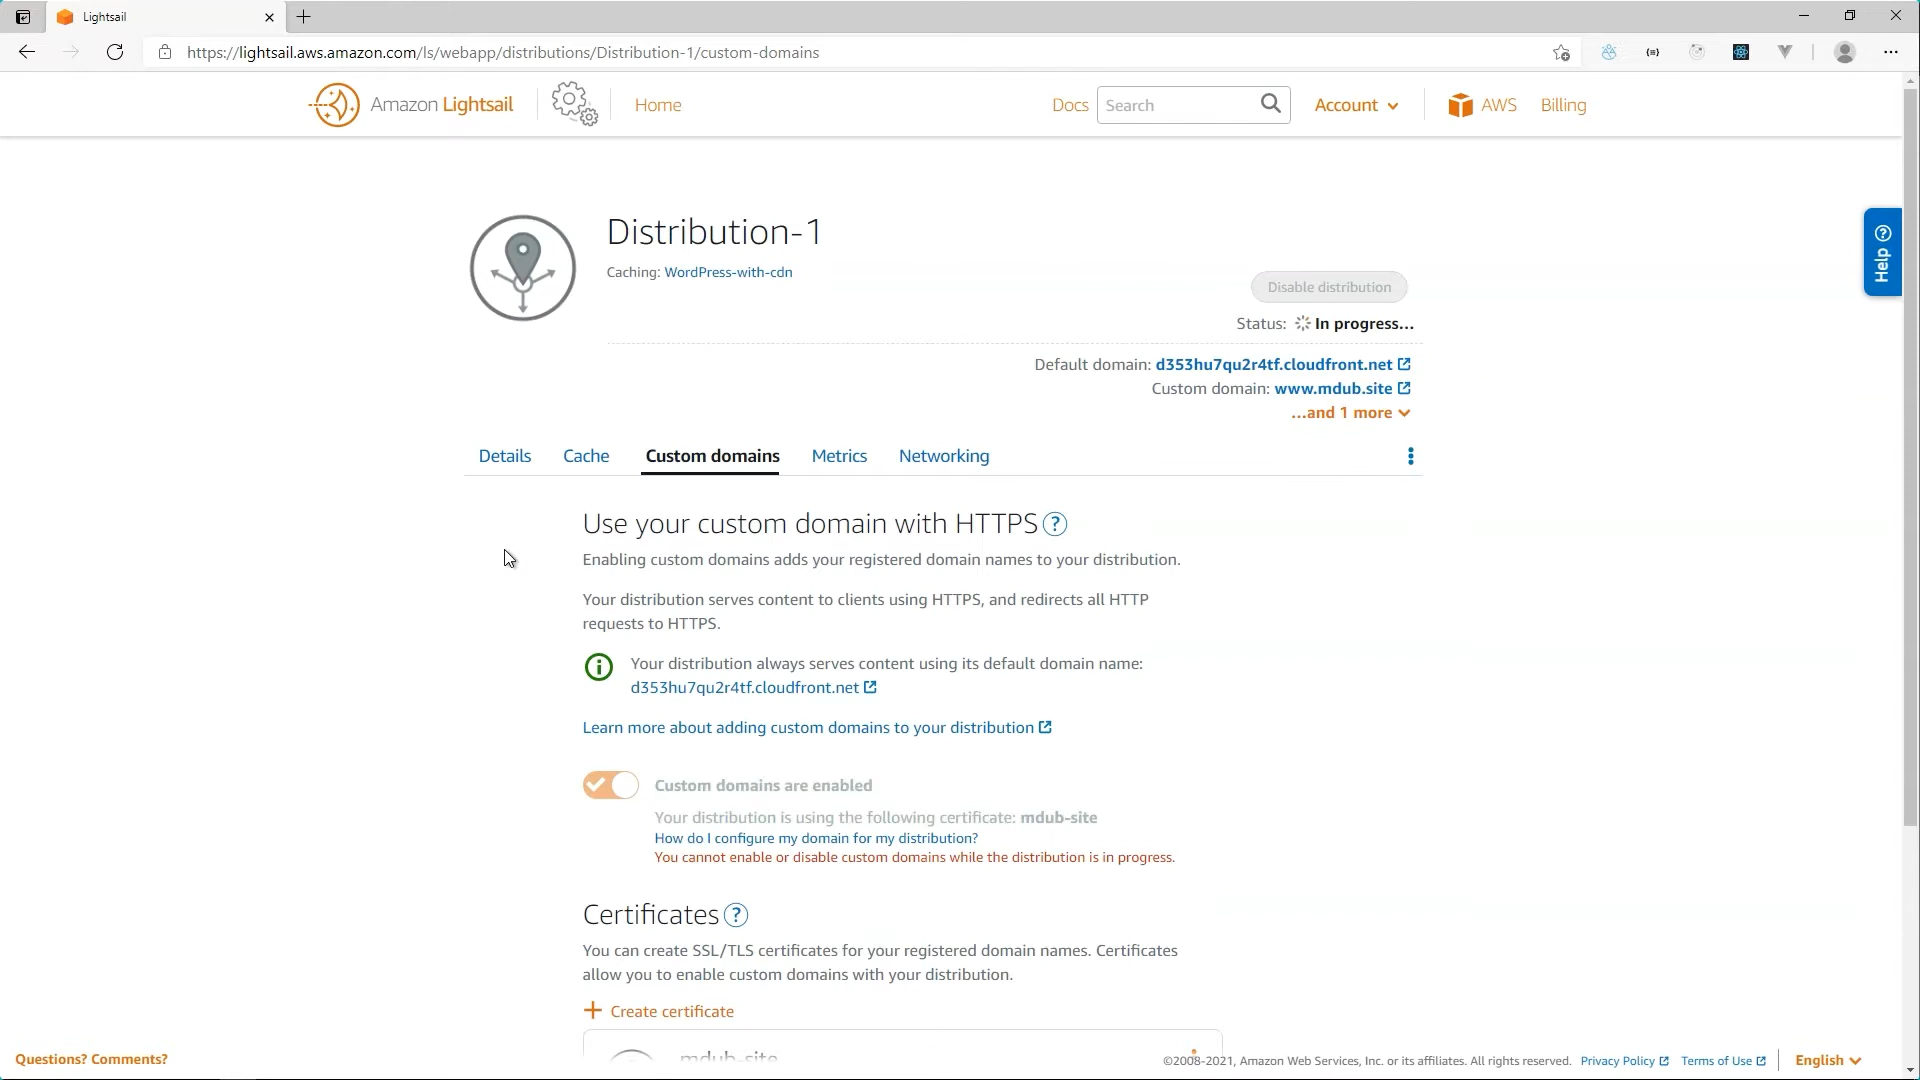 Lightsail
https://lightsail.aws.amazon.com/ls/webapp/distributions/Distribution-1/custom-domains
Amazon Lightsail
Home
Docs
Search
Account
AWS
Billing
Distribution-1
Caching: WordPress-with-cdn
Disable distribution
Status: In progress...
Default domain: d353hu7qu2r4tf.cloudfront.net
Custom domain: www.mdub.site
...and 1 more
Help
Details
Cache
Custom domains
Metrics
Networking
Use your custom domain with HTTPS
Enabling custom domains adds your registered domain names to your distribution.
Your distribution serves content to clients using HTTPS, and redirects all HTTP
requests to HTTPS.
Your distribution always serves content using its default domain name:
d353hu7qu2r4tf.cloudfront.net
Learn more about adding custom domains to your distribution
Custom domains are enabled
Your distribution is using the following certificate: mdub-site
How do I configure my domain for my distribution?
You cannot enable or disable custom domains while the distribution is in progress.
Certificates
You can create SSL/TLS certificates for your registered domain names. Certificates
allow you to enable custom domains with your distribution.
+ Create certificate
mdub-site
Questions? Comments?
©2008-2021, Amazon Web Services, Inc. or its affiliates. All rights reserved.
Privacy Policy
Terms of Use
English